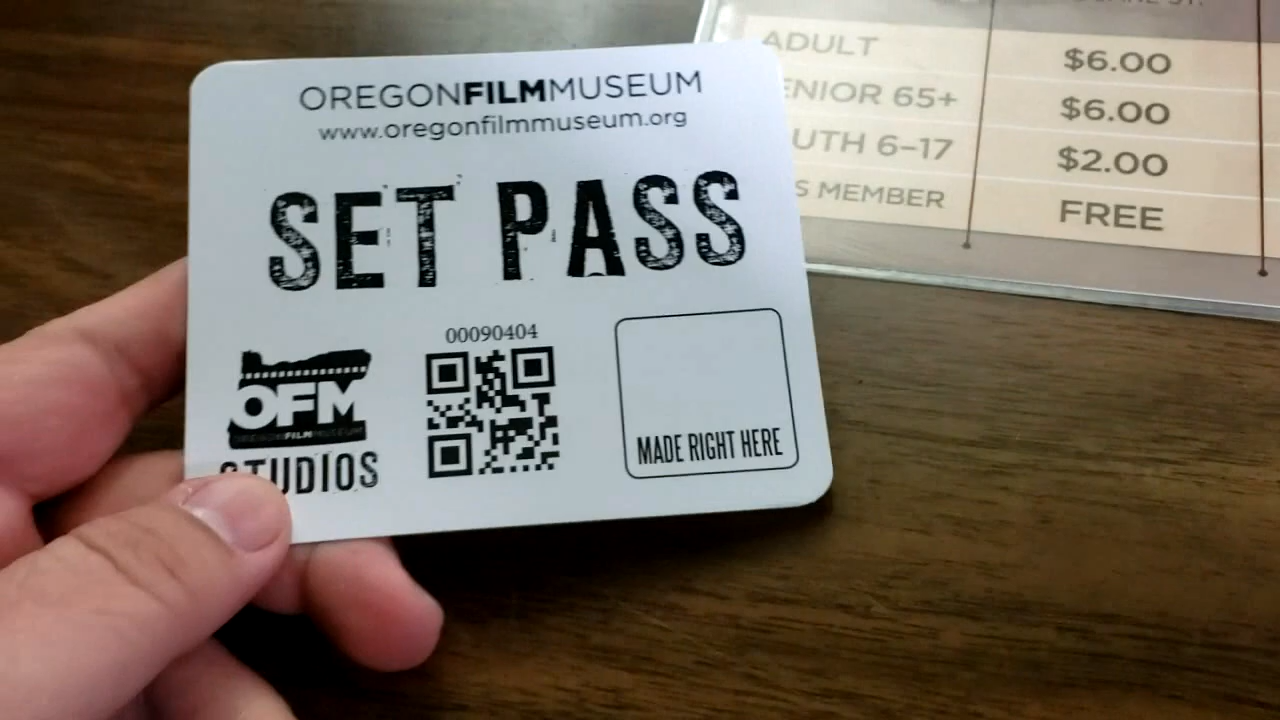 OREGONFILMMUSEUM
www.oregonfilmmuseum.org
SET PASS
00090404
OFM
OREGONFILMMUSEUM
STUDIOS
MADE RIGHT HERE
ADULT $6.00
ENIOR 65+ $6.00
UTH 6–17 $2.00
S MEMBER FREE